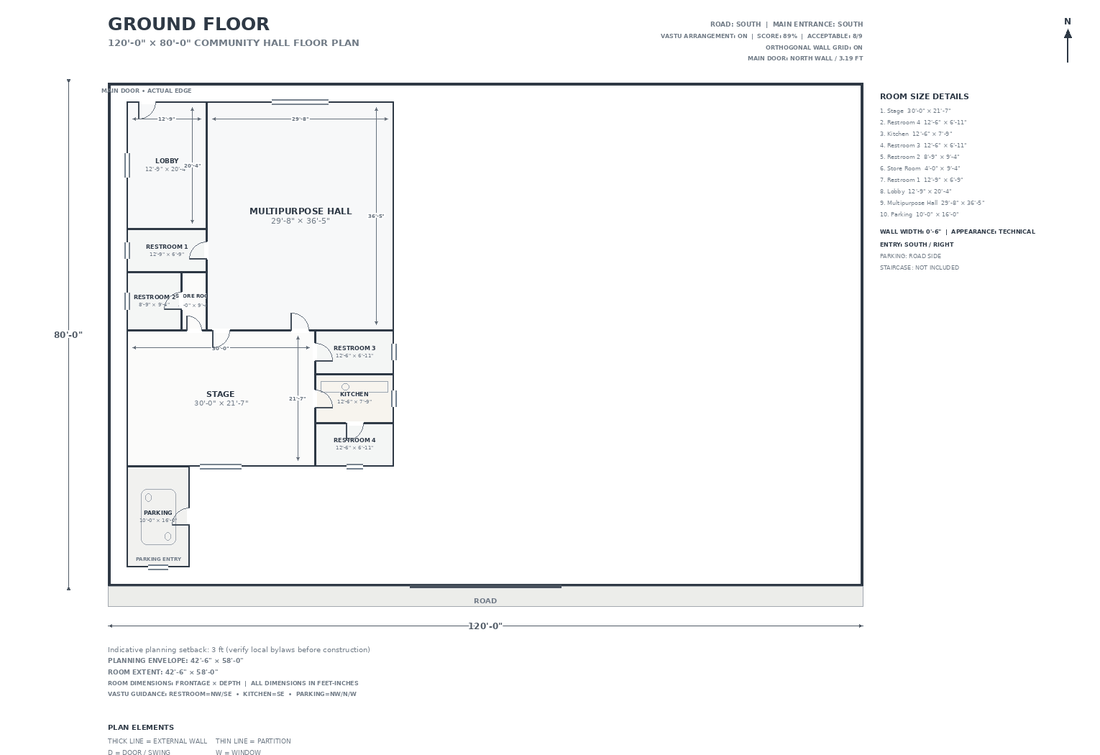 GROUND FLOOR
120'-0" × 80'-0" COMMUNITY HALL FLOOR PLAN
ROAD: SOUTH | MAIN ENTRANCE: SOUTH
VASTU ARRANGEMENT: ON | SCORE: 89% | ACCEPTABLE: 8/9
ORTHOGONAL WALL GRID: ON
MAIN DOOR: NORTH WALL / 3.19 FT
N
MAIN DOOR • ACTUAL EDGE
12'-9"
29'-8"
LOBBY
12'-9" × 20'-4"
20'-4"
MULTIPURPOSE HALL
29'-8" × 36'-5"
36'-5"
RESTROOM 1
12'-9" × 6'-9"
RESTROOM 2
8'-9" × 9'-4"
ORE ROO
-0" × 9'-
30'-0"
STAGE
30'-0" × 21'-7"
21'-7"
RESTROOM 3
12'-6" × 6'-11"
KITCHEN
12'-6" × 7'-9"
RESTROOM 4
12'-6" × 6'-11"
PARKING
10'-0" × 16'-0"
PARKING ENTRY
80'-0"
ROAD
120'-0"
ROOM SIZE DETAILS
1. Stage 30'-0" × 21'-7"
2. Restroom 4 12'-6" × 6'-11"
3. Kitchen 12'-6" × 7'-9"
4. Restroom 3 12'-6" × 6'-11"
5. Restroom 2 8'-9" × 9'-4"
6. Store Room 4'-0" × 9'-4"
7. Restroom 1 12'-9" × 6'-9"
8. Lobby 12'-9" × 20'-4"
9. Multipurpose Hall 29'-8" × 36'-5"
10. Parking 10'-0" × 16'-0"
WALL WIDTH: 0'-6" | APPEARANCE: TECHNICAL
ENTRY: SOUTH / RIGHT
PARKING: ROAD SIDE
STAIRCASE: NOT INCLUDED
Indicative planning setback: 3 ft (verify local bylaws before construction)
PLANNING ENVELOPE: 42'-6" × 58'-0"
ROOM EXTENT: 42'-6" × 58'-0"
ROOM DIMENSIONS: FRONTAGE × DEPTH | ALL DIMENSIONS IN FEET-INCHES
VASTU GUIDANCE: RESTROOM=NW/SE • KITCHEN=SE • PARKING=NW/N/W
PLAN ELEMENTS
THICK LINE = EXTERNAL WALL THIN LINE = PARTITION
D = DOOR / SWING W = WINDOW